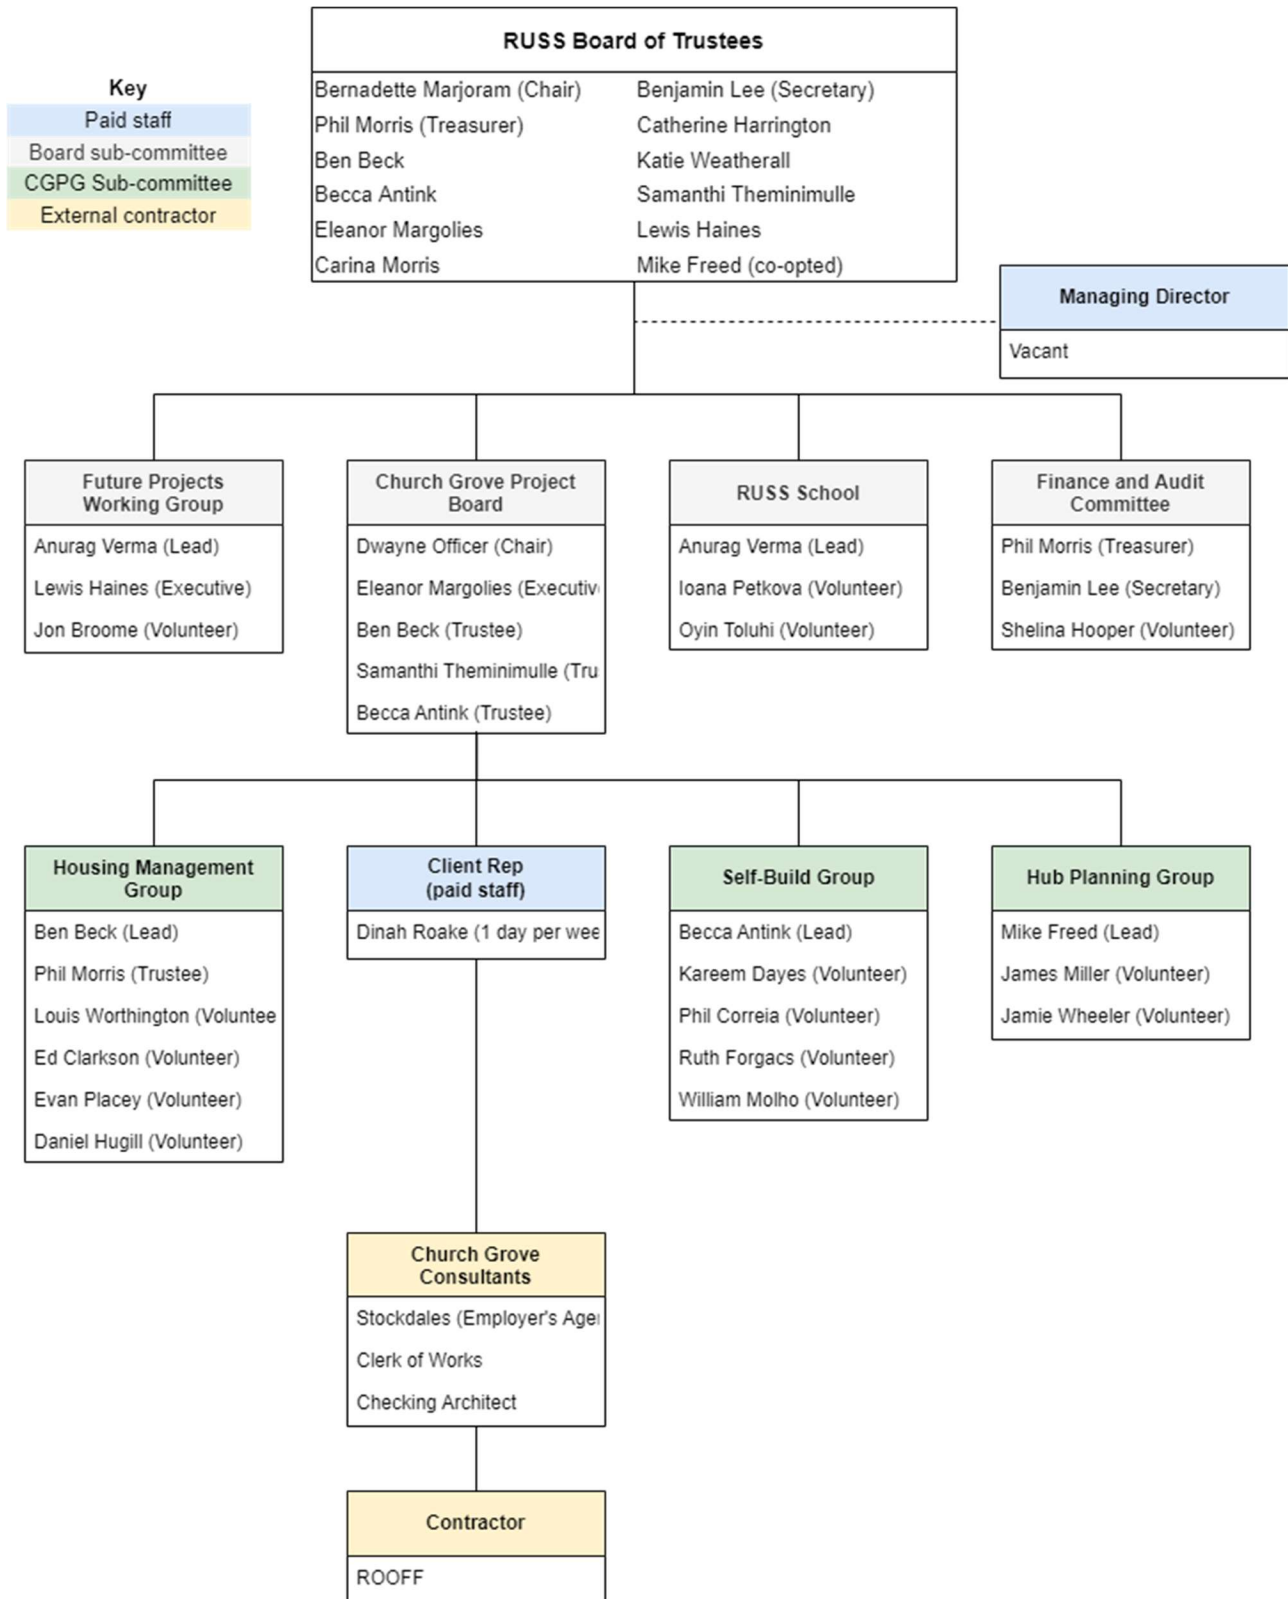 RUSS Board of Trustees
Bernadette Marjoram (Chair) Benjamin Lee (Secretary)
Phil Morris (Treasurer) Catherine Harrington
Ben Beck Katie Weatherall
Becca Antink Samanthi Theminimulle
Eleanor Margolies Lewis Haines
Carina Morris Mike Freed (co-opted)
Key
Paid staff
Board sub-committee
CGPG Sub-committee
External contractor
Managing Director
Vacant
Future Projects
Working Group
Anurag Verma (Lead)
Lewis Haines (Executive)
Jon Broome (Volunteer)
Church Grove Project
Board
Dwayne Officer (Chair)
Eleanor Margolies (Executiv
Ben Beck (Trustee)
Samanthi Theminimulle (Tru
Becca Antink (Trustee)
RUSS School
Anurag Verma (Lead)
Ioana Petkova (Volunteer)
Oyin Toluhi (Volunteer)
Finance and Audit
Committee
Phil Morris (Treasurer)
Benjamin Lee (Secretary)
Shelina Hooper (Volunteer)
Housing Management
Group
Ben Beck (Lead)
Phil Morris (Trustee)
Louis Worthington (Voluntee
Ed Clarkson (Volunteer)
Evan Placey (Volunteer)
Daniel Hugill (Volunteer)
Client Rep
(paid staff)
Dinah Roake (1 day per wee
Self-Build Group
Becca Antink (Lead)
Kareem Dayes (Volunteer)
Phil Correia (Volunteer)
Ruth Forgacs (Volunteer)
William Molho (Volunteer)
Hub Planning Group
Mike Freed (Lead)
James Miller (Volunteer)
Jamie Wheeler (Volunteer)
Church Grove
Consultants
Stockdales (Employer's Age
Clerk of Works
Checking Architect
Contractor
ROOFF